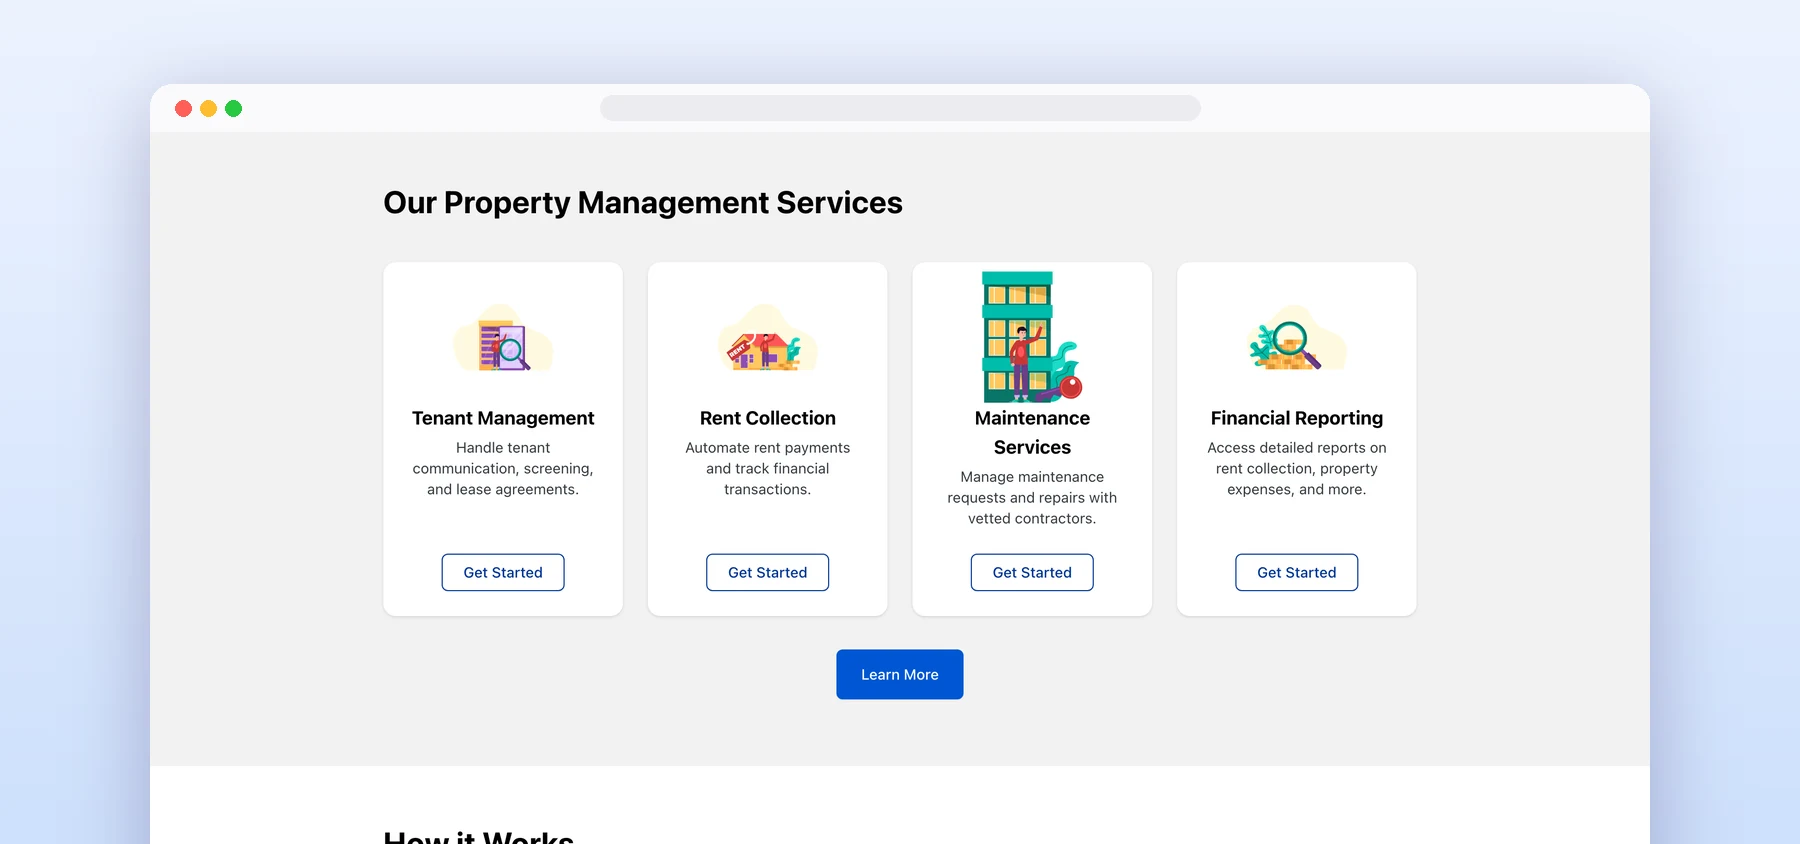 Our Property Management Services
RENT
Tenant Management
Handle tenant
communication, screening,
and lease agreements.
Get Started
Rent Collection
Automate rent payments
and track financial
transactions.
Get Started
Maintenance
Services
Manage maintenance
requests and repairs with
vetted contractors.
Get Started
Financial Reporting
Access detailed reports on
rent collection, property
expenses, and more.
Get Started
Learn More
How it Works